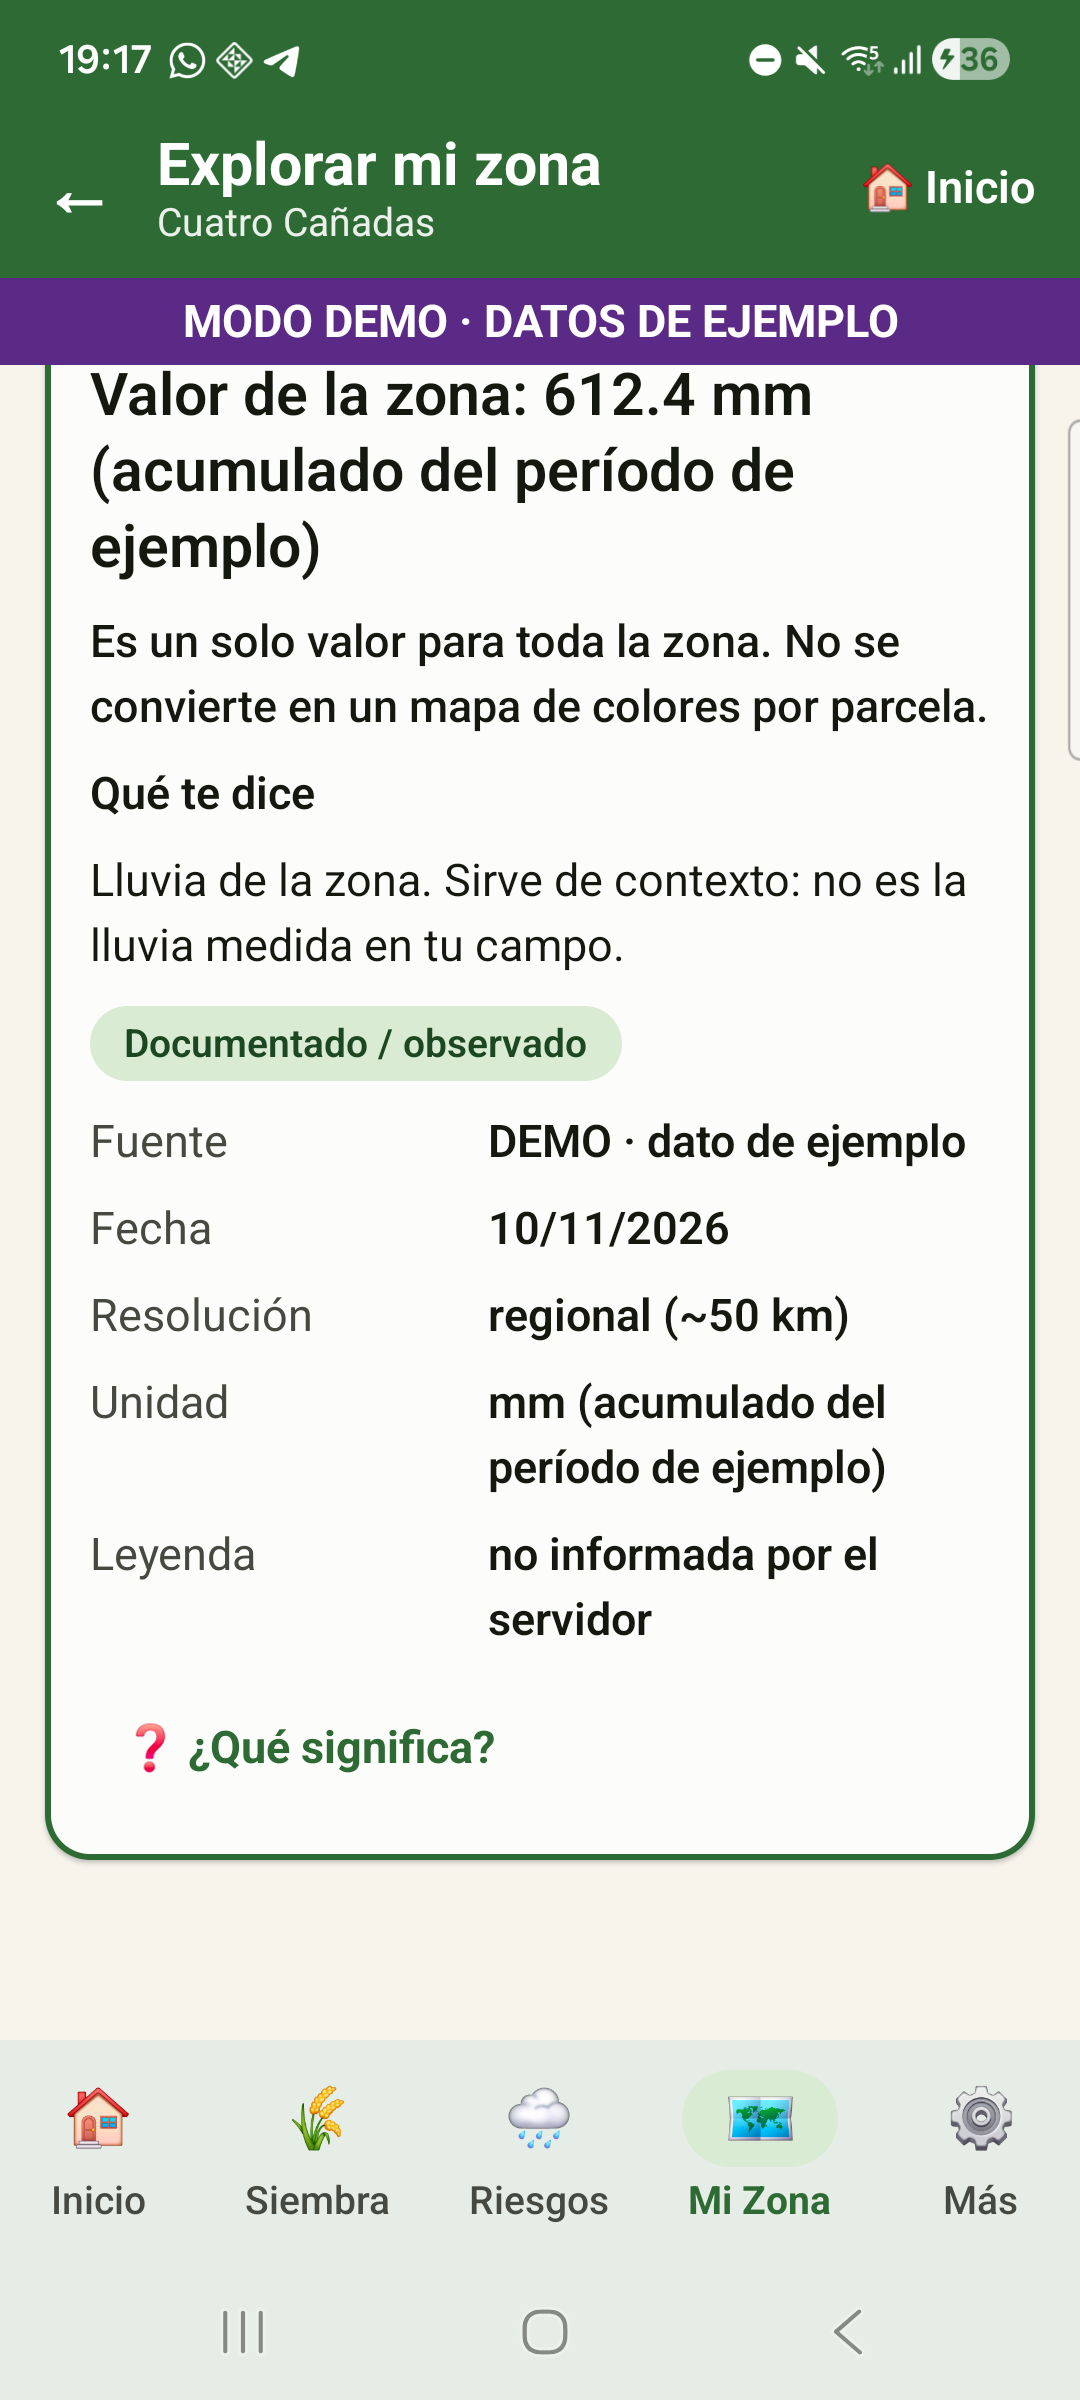 19:17
5
36
Explorar mi zona
Cuatro Cañadas
Inicio
MODO DEMO · DATOS DE EJEMPLO
Valor de la zona: 612.4 mm
(acumulado del período de
ejemplo)
Es un solo valor para toda la zona. No se
convierte en un mapa de colores por parcela.
Qué te dice
Lluvia de la zona. Sirve de contexto: no es la
lluvia medida en tu campo.
Documentado / observado
Fuente DEMO · dato de ejemplo
Fecha 10/11/2026
Resolución regional (~50 km)
Unidad mm (acumulado del
período de ejemplo)
Leyenda no informada por el
servidor
❓ ¿Qué significa?
Inicio Siembra Riesgos Mi Zona Más